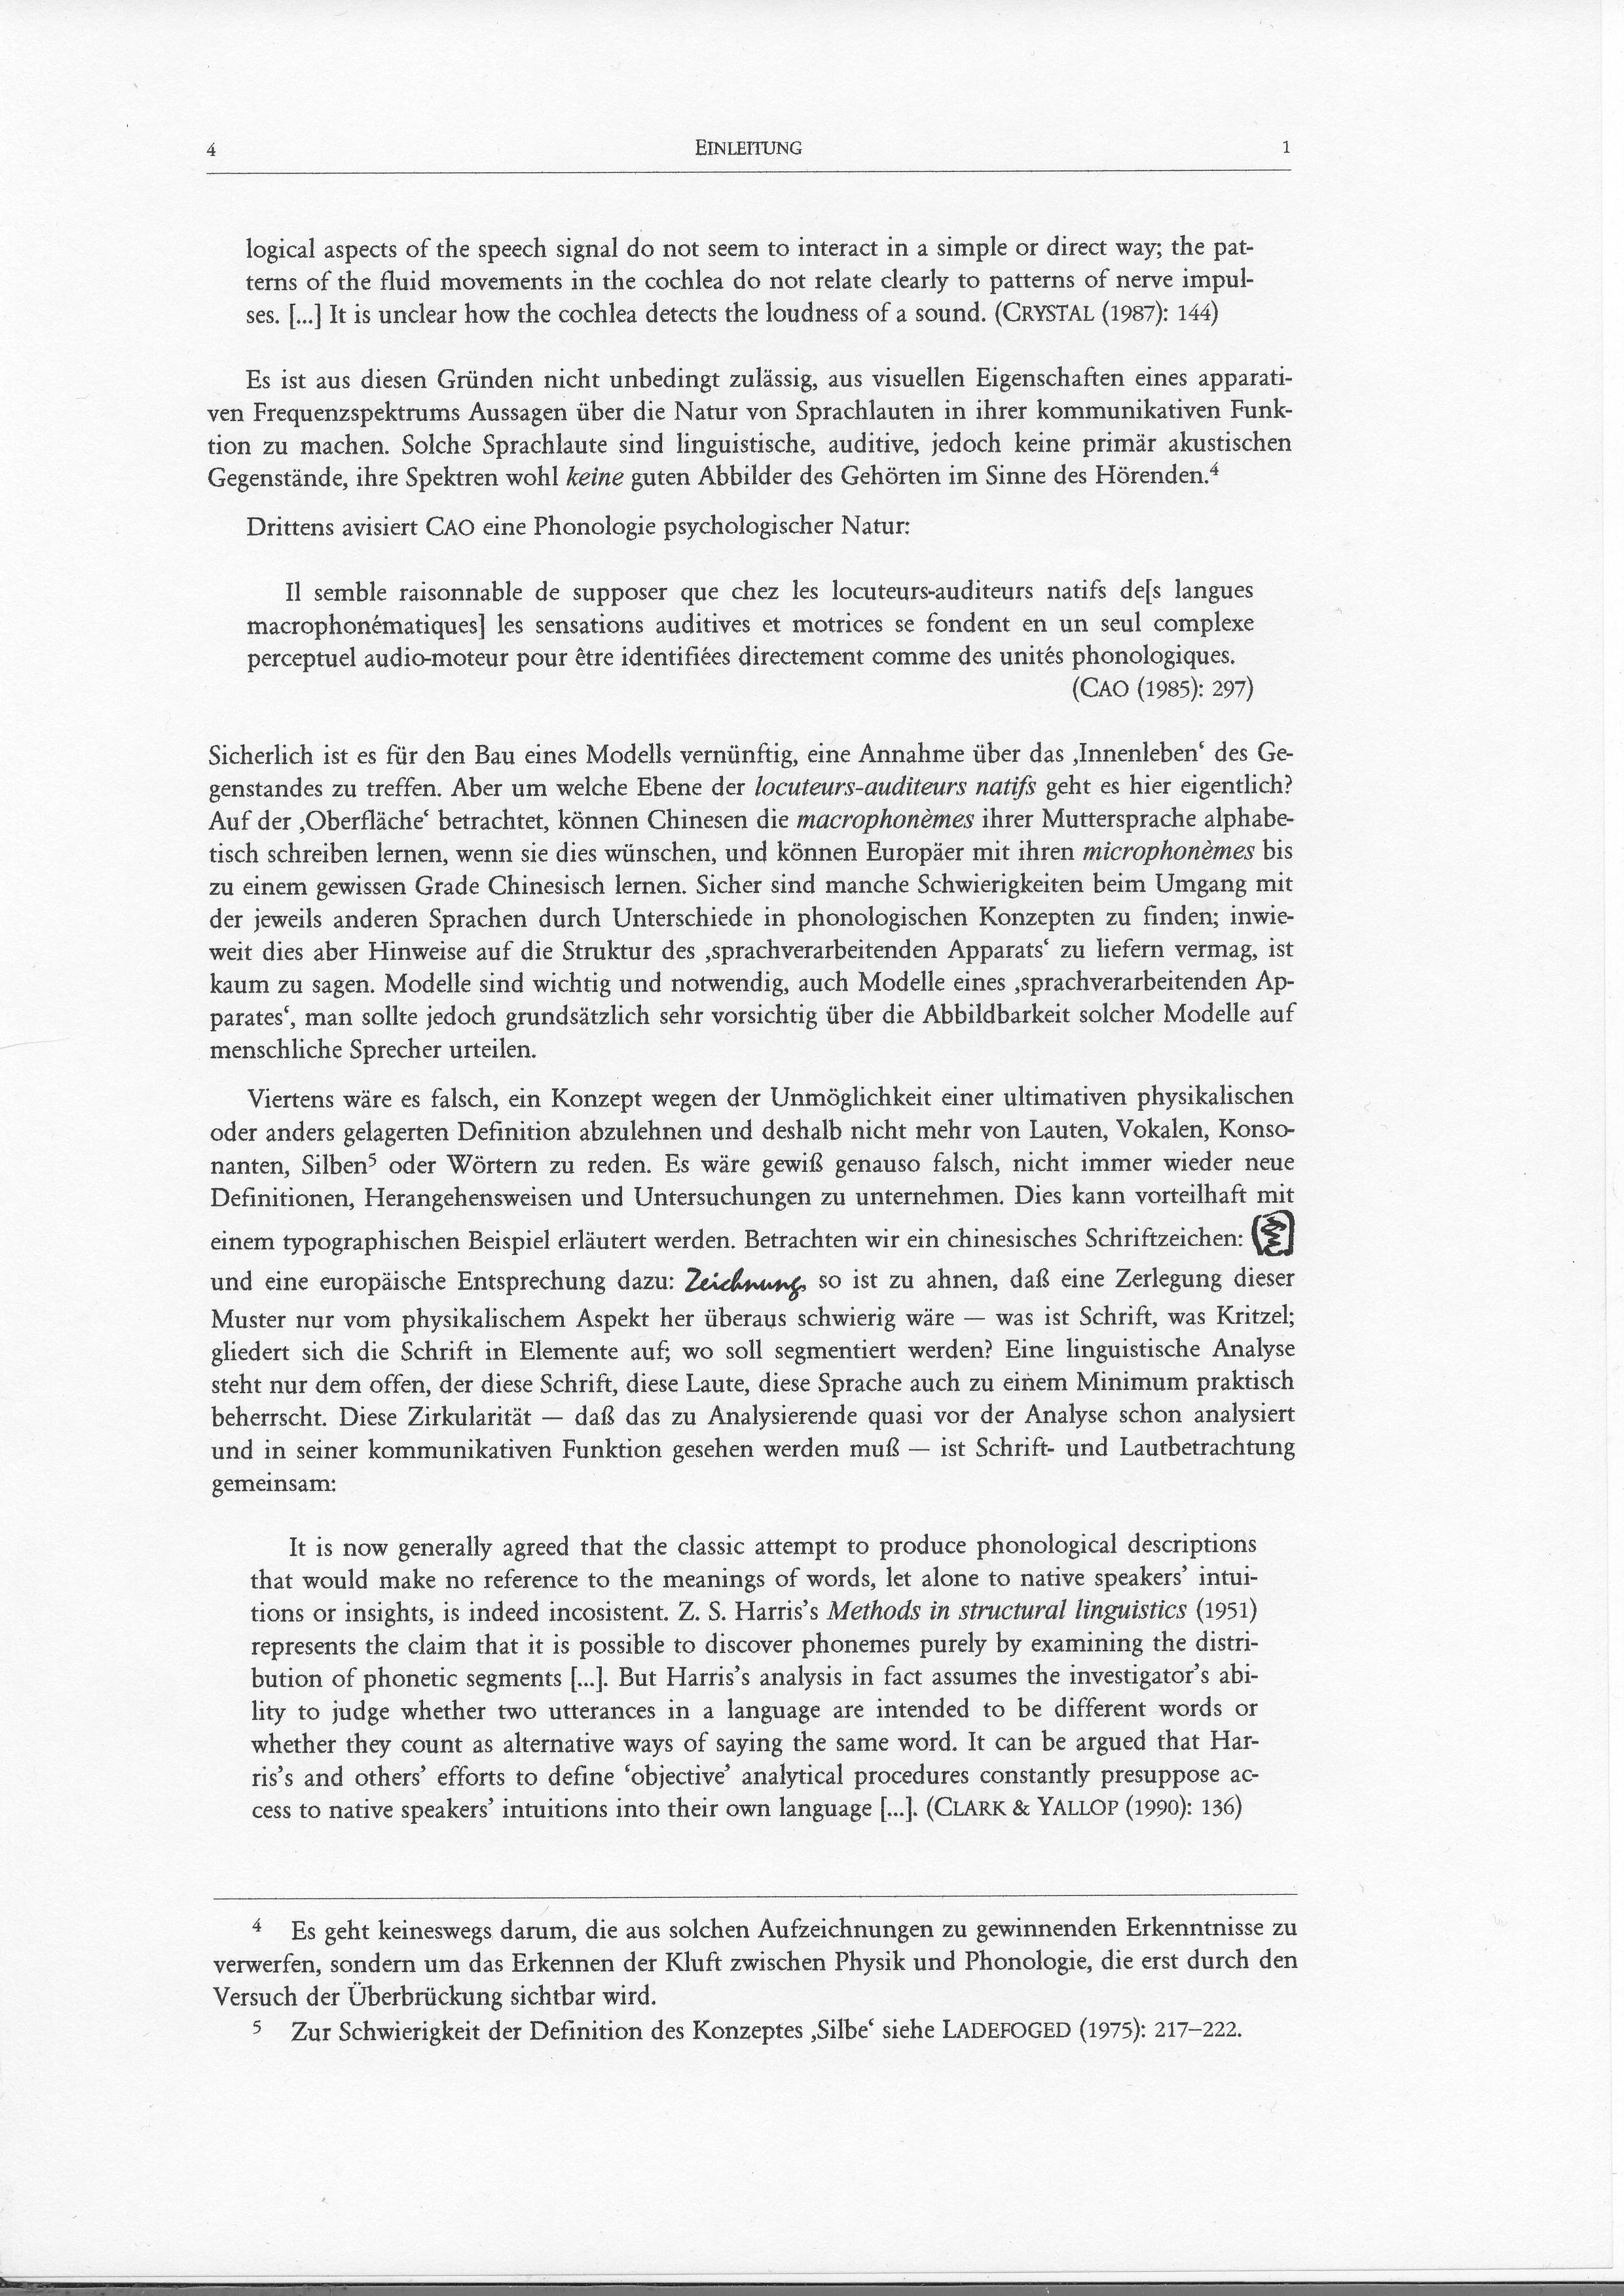 4 EINLEITUNG 1
logical aspects of the speech signal do not seem to interact in a simple or direct way; the pat-
terns of the fluid movements in the cochlea do not relate clearly to patterns of nerve impul-
ses. [...] It is unclear how the cochlea detects the loudness of a sound. (CRYSTAL (1987): 144)
Es ist aus diesen Gründen nicht unbedingt zulässig, aus visuellen Eigenschaften eines apparati-
ven Frequenzspektrums Aussagen über die Natur von Sprachlauten in ihrer kommunikativen Funk-
tion zu machen. Solche Sprachlaute sind linguistische, auditive, jedoch keine primär akustischen
Gegenstände, ihre Spektren wohl keine guten Abbilder des Gehörten im Sinne des Hörenden.⁴
Drittens avisiert CAO eine Phonologie psychologischer Natur:
Il semble raisonnable de supposer que chez les locuteurs-auditeurs natifs de[s langues
macrophonématiques] les sensations auditives et motrices se fondent en un seul complexe
perceptuel audio-moteur pour être identifiées directement comme des unités phonologiques.
(CAO (1985): 297)
Sicherlich ist es für den Bau eines Modells vernünftig, eine Annahme über das ‚Innenleben‘ des Ge-
genstandes zu treffen. Aber um welche Ebene der locuteurs-auditeurs natifs geht es hier eigentlich?
Auf der ‚Oberfläche‘ betrachtet, können Chinesen die macrophonèmes ihrer Muttersprache alphabe-
tisch schreiben lernen, wenn sie dies wünschen, und können Europäer mit ihren microphonèmes bis
zu einem gewissen Grade Chinesisch lernen. Sicher sind manche Schwierigkeiten beim Umgang mit
der jeweils anderen Sprachen durch Unterschiede in phonologischen Konzepten zu finden; inwie-
weit dies aber Hinweise auf die Struktur des ‚sprachverarbeitenden Apparats‘ zu liefern vermag, ist
kaum zu sagen. Modelle sind wichtig und notwendig, auch Modelle eines ‚sprachverarbeitenden Ap-
parates‘, man sollte jedoch grundsätzlich sehr vorsichtig über die Abbildbarkeit solcher Modelle auf
menschliche Sprecher urteilen.
Viertens wäre es falsch, ein Konzept wegen der Unmöglichkeit einer ultimativen physikalischen
oder anders gelagerten Definition abzulehnen und deshalb nicht mehr von Lauten, Vokalen, Konso-
nanten, Silben⁵ oder Wörtern zu reden. Es wäre gewiß genauso falsch, nicht immer wieder neue
Definitionen, Herangehensweisen und Untersuchungen zu unternehmen. Dies kann vorteilhaft mit
einem typographischen Beispiel erläutert werden. Betrachten wir ein chinesisches Schriftzeichen:
und eine europäische Entsprechung dazu: Zeichnung, so ist zu ahnen, daß eine Zerlegung dieser
Muster nur vom physikalischem Aspekt her überaus schwierig wäre — was ist Schrift, was Kritzel;
gliedert sich die Schrift in Elemente auf; wo soll segmentiert werden? Eine linguistische Analyse
steht nur dem offen, der diese Schrift, diese Laute, diese Sprache auch zu einem Minimum praktisch
beherrscht. Diese Zirkularität — daß das zu Analysierende quasi vor der Analyse schon analysiert
und in seiner kommunikativen Funktion gesehen werden muß — ist Schrift- und Lautbetrachtung
gemeinsam:
It is now generally agreed that the classic attempt to produce phonological descriptions
that would make no reference to the meanings of words, let alone to native speakers’ intui-
tions or insights, is indeed incosistent. Z. S. Harris’s Methods in structural linguistics (1951)
represents the claim that it is possible to discover phonemes purely by examining the distri-
bution of phonetic segments [...]. But Harris’s analysis in fact assumes the investigator’s abi-
lity to judge whether two utterances in a language are intended to be different words or
whether they count as alternative ways of saying the same word. It can be argued that Har-
ris’s and others’ efforts to define ‘objective’ analytical procedures constantly presuppose ac-
cess to native speakers’ intuitions into their own language [...]. (CLARK & YALLOP (1990): 136)
4 Es geht keineswegs darum, die aus solchen Aufzeichnungen zu gewinnenden Erkenntnisse zu
verwerfen, sondern um das Erkennen der Kluft zwischen Physik und Phonologie, die erst durch den
Versuch der Überbrückung sichtbar wird.
5 Zur Schwierigkeit der Definition des Konzeptes ‚Silbe‘ siehe LADEFOGED (1975): 217–222.